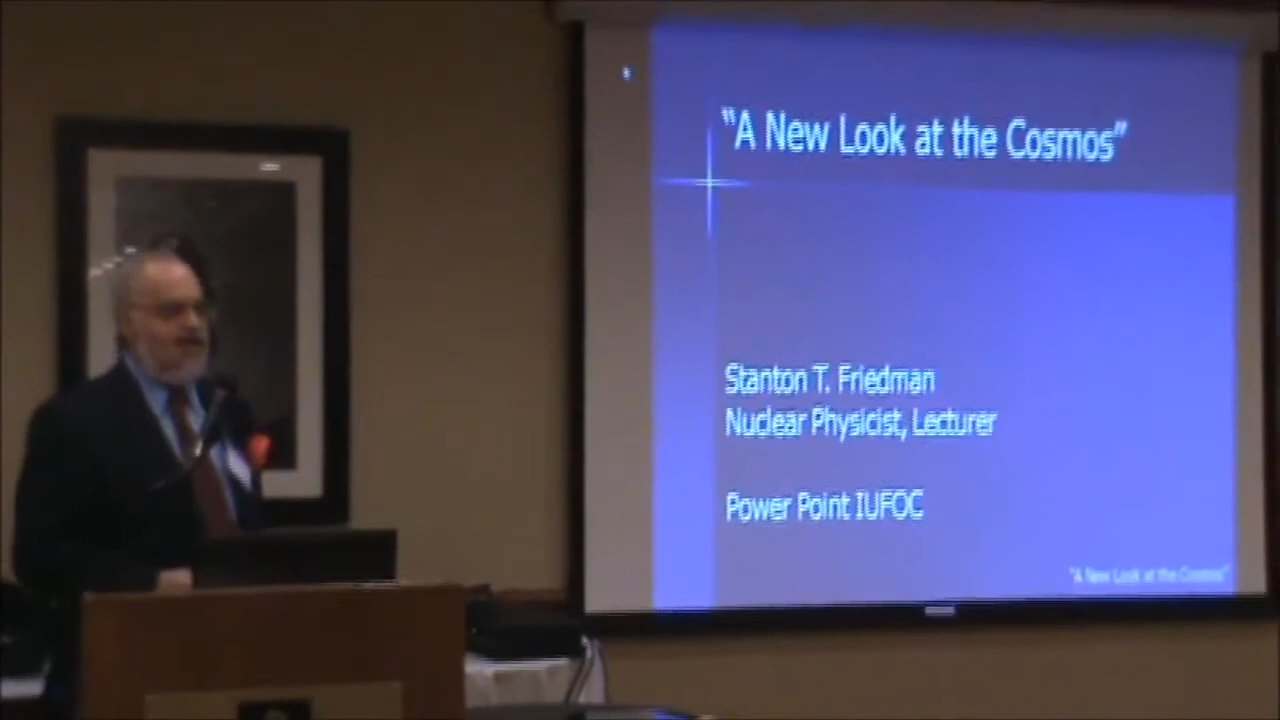 "A New Look at the Cosmos"
Stanton T. Friedman
Nuclear Physicist, Lecturer
Power Point IUFOC
"A New Look at the Cosmos"